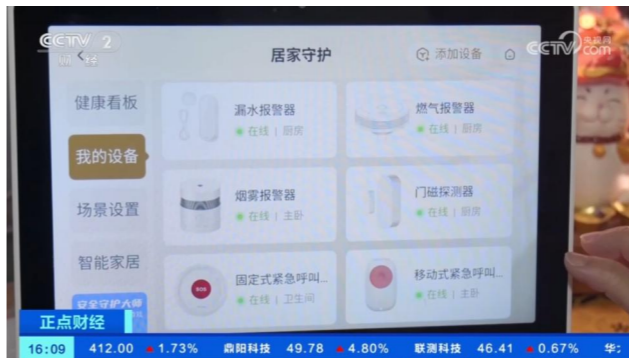 CCTV 2
财经
居家守护
添加设备
央视网
CCTV.com
健康看板
我的设备
场景设置
智能家居
安全守护大师
漏水报警器
在线 | 厨房
燃气报警器
在线 | 厨房
烟雾报警器
在线 | 主卧
门磁探测器
在线 | 厨房
固定式紧急呼叫...
在线 | 卫生间
移动式紧急呼叫...
在线 | 主卧
SOS
正点财经
16:09 412.00 ▲1.73% 鼎阳科技 49.78 ▲4.80% 联测科技 46.41 ▲0.67%